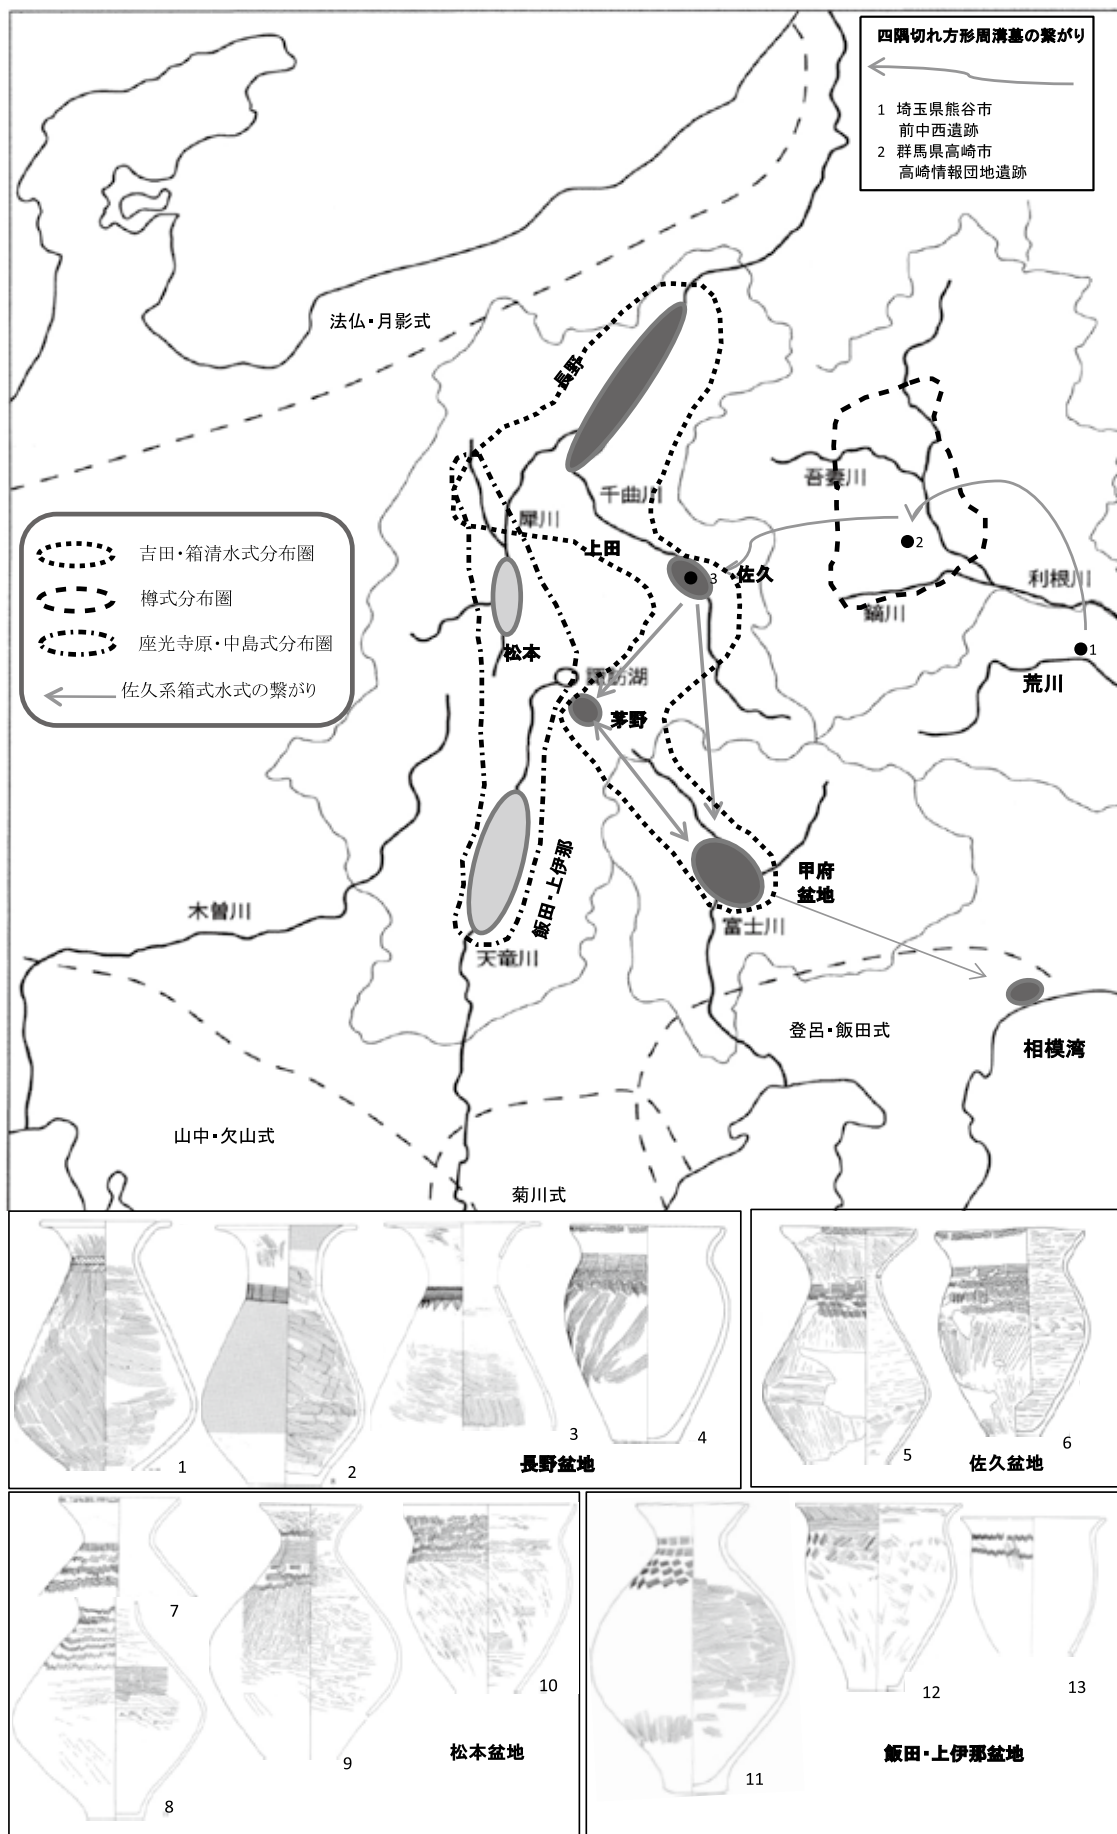 四隅切れ方形周溝墓の繋がり
1 埼玉県熊谷市
前中西遺跡
2 群馬県高崎市
高崎情報団地遺跡
法仏・月影式
長野
千曲川
犀川
上田
佐久
3
吾妻川
2
利根川
鏑川
1
荒川
吉田・箱清水式分布圏
樽式分布圏
座光寺原・中島式分布圏
佐久系箱式水式の繋がり
松本
諏訪湖
茅野
飯田・上伊那
甲府
盆地
木曽川
天竜川
富士川
登呂・飯田式
相模湾
山中・欠山式
菊川式
1
2
3
4
長野盆地
5
6
佐久盆地
7
8
9
10
松本盆地
11
12
13
飯田・上伊那盆地